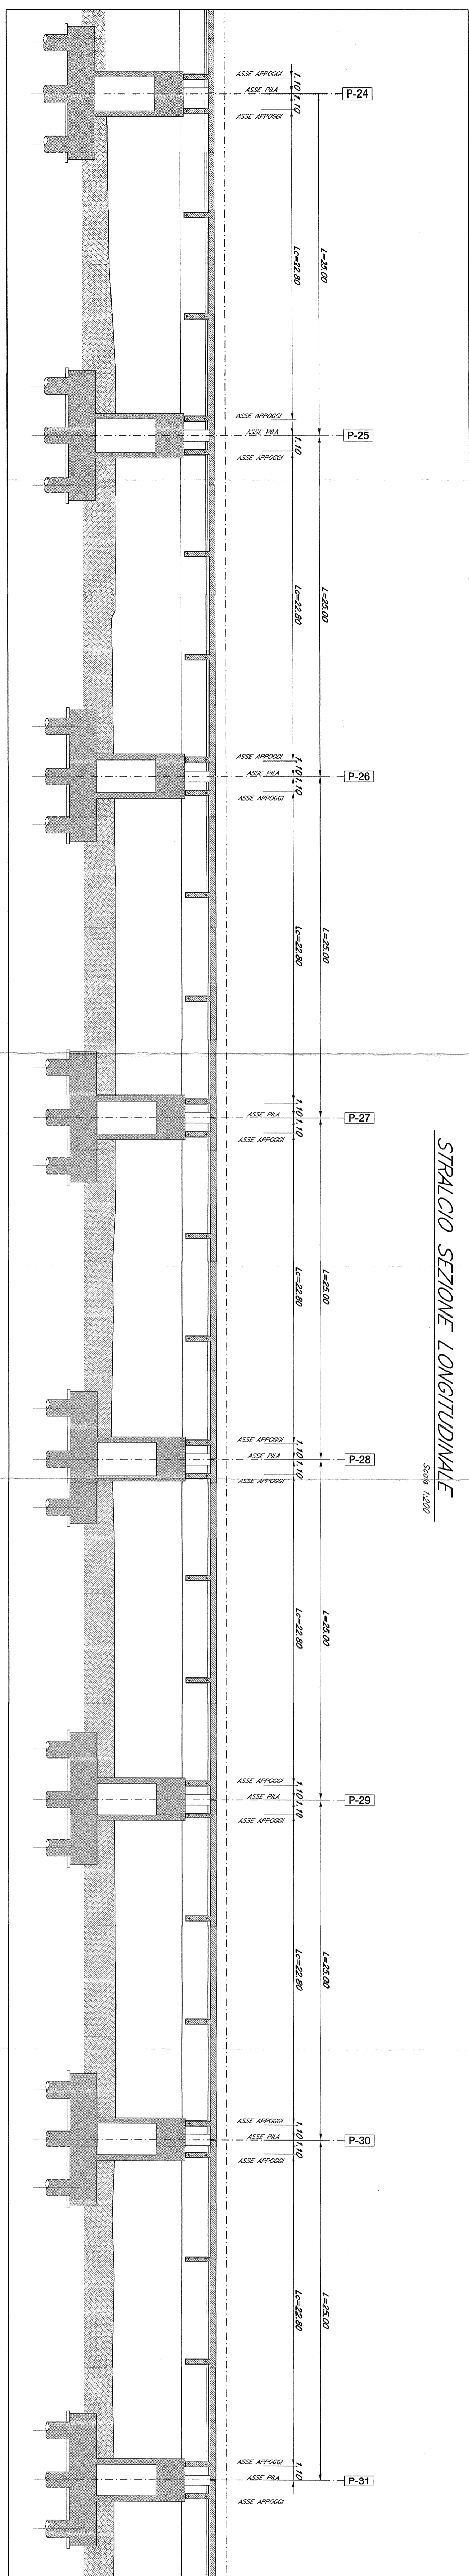 STRALCIO SEZIONE LONGITUDINALE
Scala 1:200
P-24
ASSE APPOGGI
ASSE PILA
ASSE APPOGGI
1.10
1.10
Lc=22.80
L=25.00
P-25
ASSE APPOGGI
ASSE PILA
ASSE APPOGGI
1.10
Lc=22.80
L=25.00
P-26
ASSE APPOGGI
ASSE PILA
ASSE APPOGGI
1.10
1.10
Lc=22.80
L=25.00
P-27
ASSE APPOGGI
ASSE PILA
ASSE APPOGGI
1.10
1.10
Lc=22.80
L=25.00
P-28
ASSE APPOGGI
ASSE PILA
ASSE APPOGGI
1.10
1.10
Lc=22.80
L=25.00
P-29
ASSE APPOGGI
ASSE PILA
ASSE APPOGGI
1.10
1.10
Lc=22.80
L=25.00
P-30
ASSE APPOGGI
ASSE PILA
ASSE APPOGGI
1.10
1.10
Lc=22.80
L=25.00
P-31
ASSE APPOGGI
ASSE PILA
ASSE APPOGGI
1.10